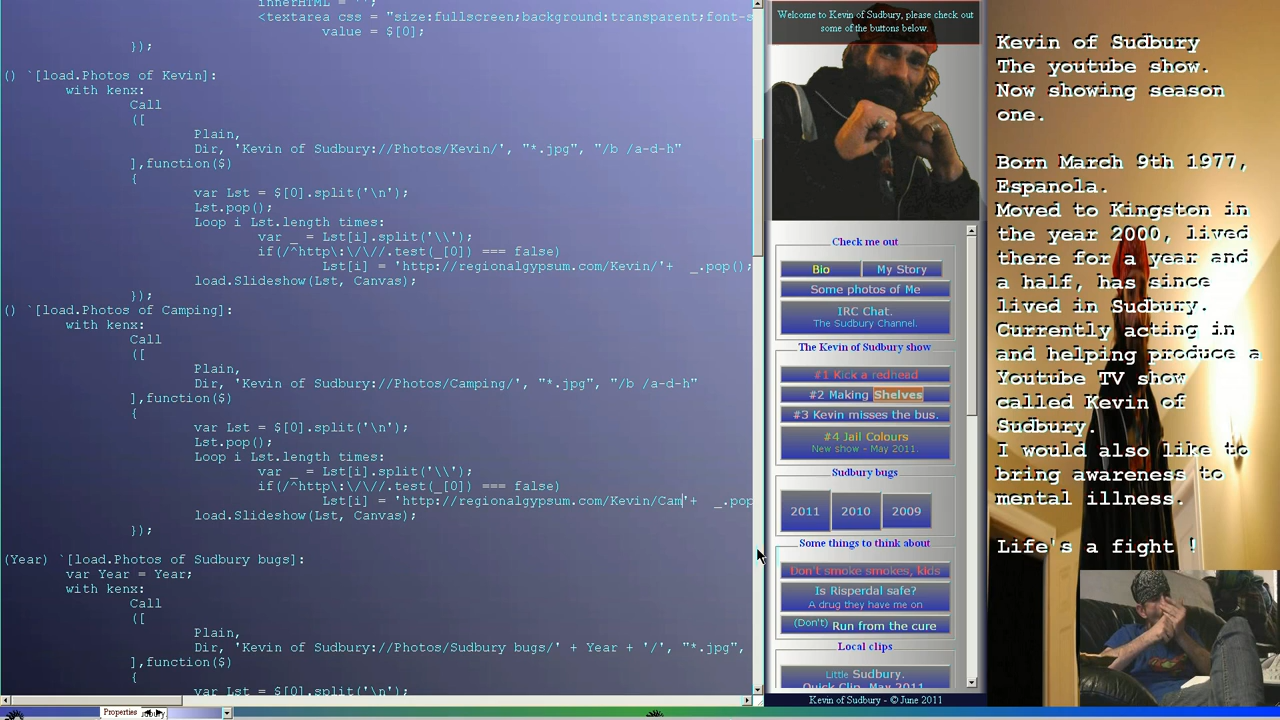 innerHTML = '';
<textarea css = "size:fullscreen;background:transparent;font-s
value = $[0];
});
() `[load.Photos of Kevin]:
with kenx:
Call
([
Plain,
Dir, 'Kevin of Sudbury://Photos/Kevin/', "*.jpg", "/b /a-d-h"
],function($)
{
var Lst = $[0].split('\n');
Lst.pop();
Loop i Lst.length times:
var _ = Lst[i].split('\\');
if(/^http\:\/\//.test(_[0]) === false)
Lst[i] = 'http://regionalgypsum.com/Kevin/'+ _.pop();
load.Slideshow(Lst, Canvas);
});
() `[load.Photos of Camping]:
with kenx:
Call
([
Plain,
Dir, 'Kevin of Sudbury://Photos/Camping/', "*.jpg", "/b /a-d-h"
],function($)
{
var Lst = $[0].split('\n');
Lst.pop();
Loop i Lst.length times:
var _ = Lst[i].split('\\');
if(/^http\:\/\//.test(_[0]) === false)
Lst[i] = 'http://regionalgypsum.com/Kevin/Cam'+ _.pop
load.Slideshow(Lst, Canvas);
});
(Year) `[load.Photos of Sudbury bugs]:
var Year = Year;
with kenx:
Call
([
Plain,
Dir, 'Kevin of Sudbury://Photos/Sudbury bugs/' + Year + '/', "*.jpg",
],function($)
{
var Lst = $[0].split('\n');
Properties
Welcome to Kevin of Sudbury, please check out
some of the buttons below.
Check me out
Bio
My Story
Some photos of Me
IRC Chat.
The Sudbury Channel.
The Kevin of Sudbury show
#1 Kick a redhead
#2 Making Shelves
#3 Kevin misses the bus.
#4 Jail Colours
New show - May 2011.
Sudbury bugs
2011
2010
2009
Some things to think about
Don't smoke smokes, kids
Is Risperdal safe?
A drug they have me on
(Don't) Run from the cure
Local clips
Little Sudbury.
Quick Clip, May 2011
Kevin of Sudbury - © June 2011
Kevin of Sudbury
The youtube show.
Now showing season
one.
Born March 9th 1977,
Espanola.
Moved to Kingston in
the year 2000, lived
there for a year and
a half, has since
lived in Sudbury.
Currently acting in
and helping produce a
Youtube TV show
called Kevin of
Sudbury.
I would also like to
bring awareness to
mental illness.
Life's a fight !